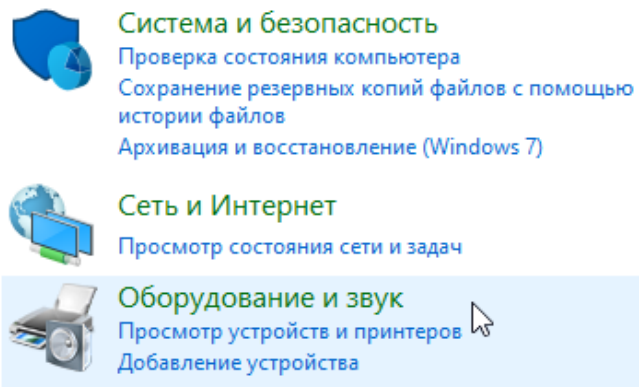 Система и безопасность
Проверка состояния компьютера
Сохранение резервных копий файлов с помощью
истории файлов
Архивация и восстановление (Windows 7)
Сеть и Интернет
Просмотр состояния сети и задач
Оборудование и звук
Просмотр устройств и принтеров
Добавление устройства